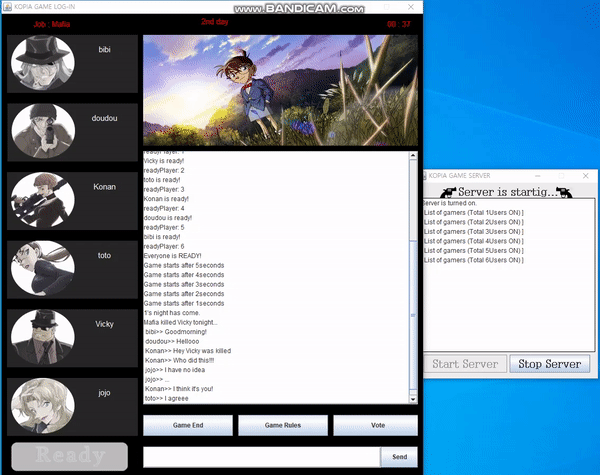 KOPIA GAME LOG-IN
www.BANDICAM.com
Job : Mafia
2nd day
00 : 37
bibi
doudou
Konan
toto
Vicky
jojo
readyPlayer: 1
Vicky is ready!
readyPlayer: 2
toto is ready!
readyPlayer: 3
Konan is ready!
readyPlayer: 4
doudou is ready!
readyPlayer: 5
bibi is ready!
readyPlayer: 6
Everyone is READY!
Game starts after 5seconds
Game starts after 4seconds
Game starts after 3seconds
Game starts after 2seconds
Game starts after 1seconds
1's night has come.
Mafia killed Vicky tonight...
bibi>> Goodmorning!
doudou>> Hellooo
Konan>> Hey Vicky was killed
Konan>> Who did this!!!
jojo>> I have no idea
jojo>> ...
Konan>> I think it's you!
toto>> I agreee
Game End
Game Rules
Vote
Ready
Send
KOPIA GAME SERVER
Server is startig...
Server is turned on.
List of gamers (Total 1Users ON) ]
List of gamers (Total 2Users ON) ]
List of gamers (Total 3Users ON) ]
List of gamers (Total 4Users ON) ]
List of gamers (Total 5Users ON) ]
List of gamers (Total 6Users ON) ]
Start Server
Stop Server